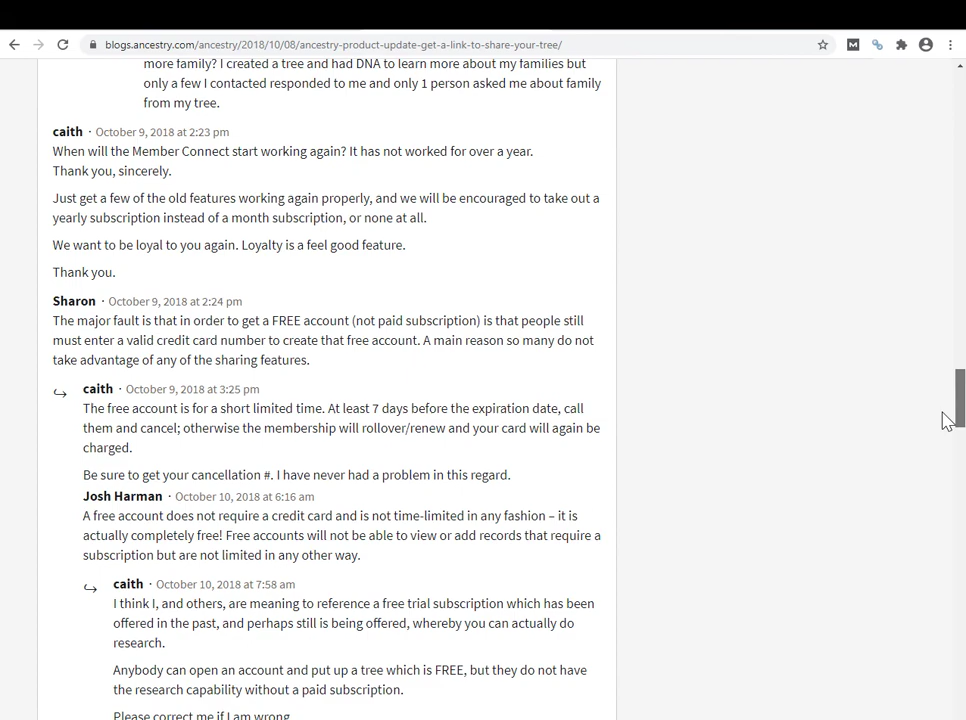 blogs.ancestry.com/ancestry/2018/10/08/ancestry-product-update-get-a-link-to-share-your-tree/
more family? I created a tree and had DNA to learn more about my families but
only a few I contacted responded to me and only 1 person asked me about family
from my tree.
caith · October 9, 2018 at 2:23 pm
When will the Member Connect start working again? It has not worked for over a year.
Thank you, sincerely.
Just get a few of the old features working again properly, and we will be encouraged to take out a
yearly subscription instead of a month subscription, or none at all.
We want to be loyal to you again. Loyalty is a feel good feature.
Thank you.
Sharon · October 9, 2018 at 2:24 pm
The major fault is that in order to get a FREE account (not paid subscription) is that people still
must enter a valid credit card number to create that free account. A main reason so many do not
take advantage of any of the sharing features.
caith · October 9, 2018 at 3:25 pm
The free account is for a short limited time. At least 7 days before the expiration date, call
them and cancel; otherwise the membership will rollover/renew and your card will again be
charged.
Be sure to get your cancellation #. I have never had a problem in this regard.
Josh Harman · October 10, 2018 at 6:16 am
A free account does not require a credit card and is not time-limited in any fashion – it is
actually completely free! Free accounts will not be able to view or add records that require a
subscription but are not limited in any other way.
caith · October 10, 2018 at 7:58 am
I think I, and others, are meaning to reference a free trial subscription which has been
offered in the past, and perhaps still is being offered, whereby you can actually do
research.
Anybody can open an account and put up a tree which is FREE, but they do not have
the research capability without a paid subscription.
Please correct me if I am wrong